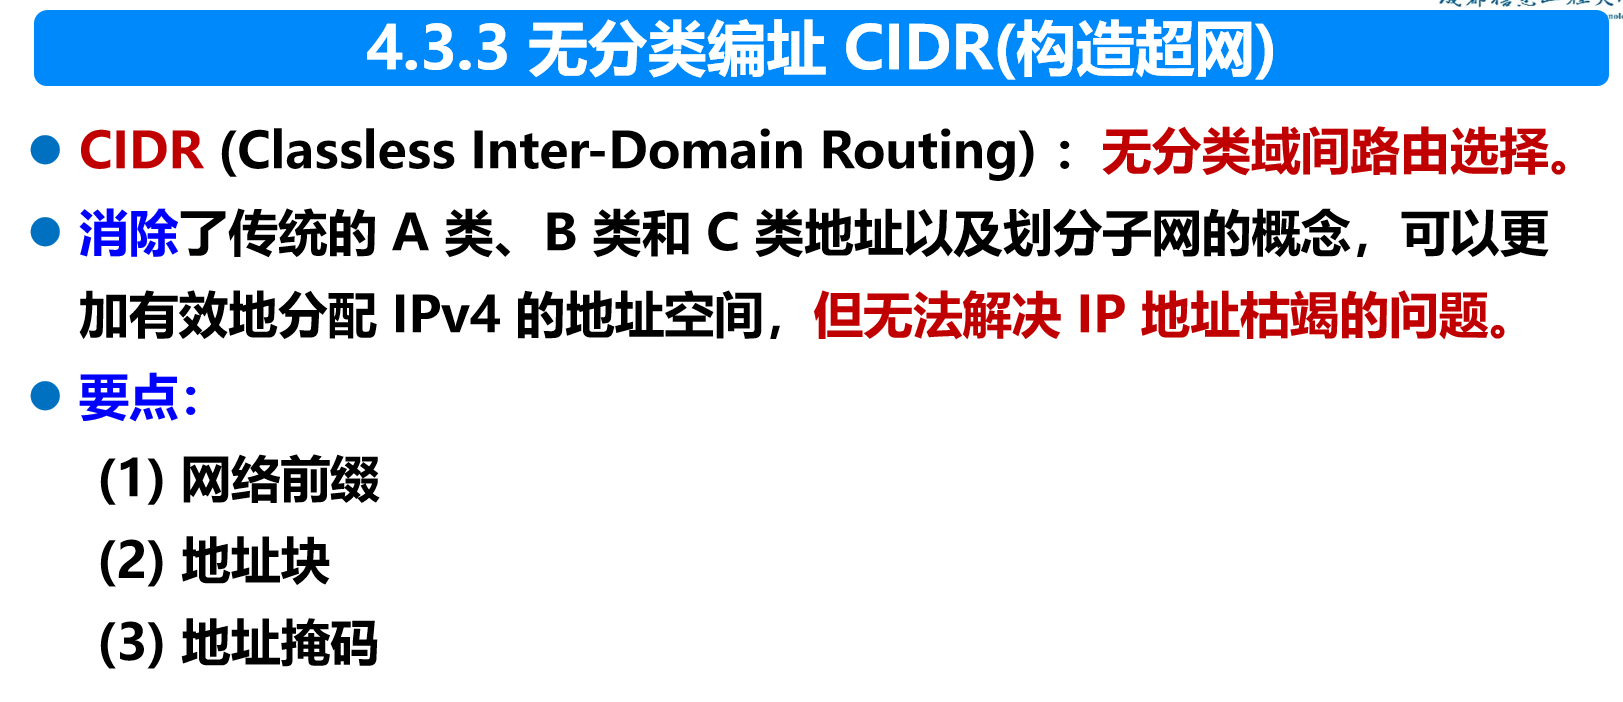 4.3.3 无分类编址 CIDR(构造超网)
CIDR (Classless Inter-Domain Routing) ：无分类域间路由选择。
消除了传统的 A 类、B 类和 C 类地址以及划分子网的概念，可以更
加有效地分配 IPv4 的地址空间，但无法解决 IP 地址枯竭的问题。
要点：
(1) 网络前缀
(2) 地址块
(3) 地址掩码